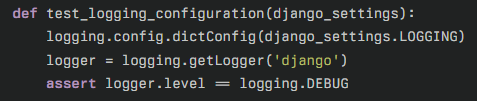 def test_logging_configuration(django_settings):
    logging.config.dictConfig(django_settings.LOGGING)
    logger = logging.getLogger('django')
    assert logger.level == logging.DEBUG